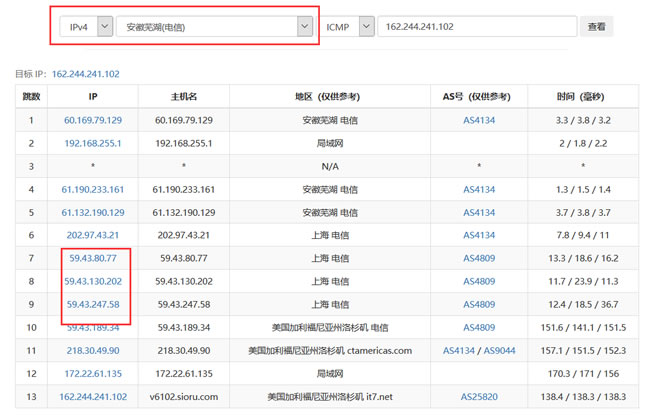 IPv4 安徽芜湖(电信) ICMP 162.244.241.102 查看
目标 IP: 162.244.241.102
跳数 IP 主机名 地区 (仅供参考) AS号 (仅供参考) 时间 (毫秒)
1 60.169.79.129 60.169.79.129 安徽芜湖 电信 AS4134 3.3 / 3.8 / 3.2
2 192.168.255.1 192.168.255.1 局域网 2 / 1.8 / 2.2
3 * * N/A * *
4 61.190.233.161 61.190.233.161 安徽芜湖 电信 AS4134 1.3 / 1.5 / 1.4
5 61.132.190.129 61.132.190.129 安徽芜湖 电信 AS4134 3.7 / 3.8 / 3.7
6 202.97.43.21 202.97.43.21 上海 电信 AS4134 7.8 / 9.4 / 11
7 59.43.80.77 59.43.80.77 上海 电信 AS4809 13.3 / 18.6 / 16.2
8 59.43.130.202 59.43.130.202 上海 电信 AS4809 11.7 / 23.9 / 11.3
9 59.43.247.58 59.43.247.58 上海 电信 AS4809 12.4 / 18.5 / 36.7
10 59.43.189.34 59.43.189.34 美国加利福尼亚州洛杉矶 电信 AS4809 151.6 / 141.1 / 151.5
11 218.30.49.90 218.30.49.90 美国加利福尼亚州洛杉矶 ctamericas.com AS4134 / AS9044 157.1 / 151.5 / 152.3
12 172.22.61.135 172.22.61.135 局域网 170.3 / 171 / 156
13 162.244.241.102 v6102.sioru.com 美国加利福尼亚州洛杉矶 it7.net AS25820 138.4 / 138.3 / 138.3